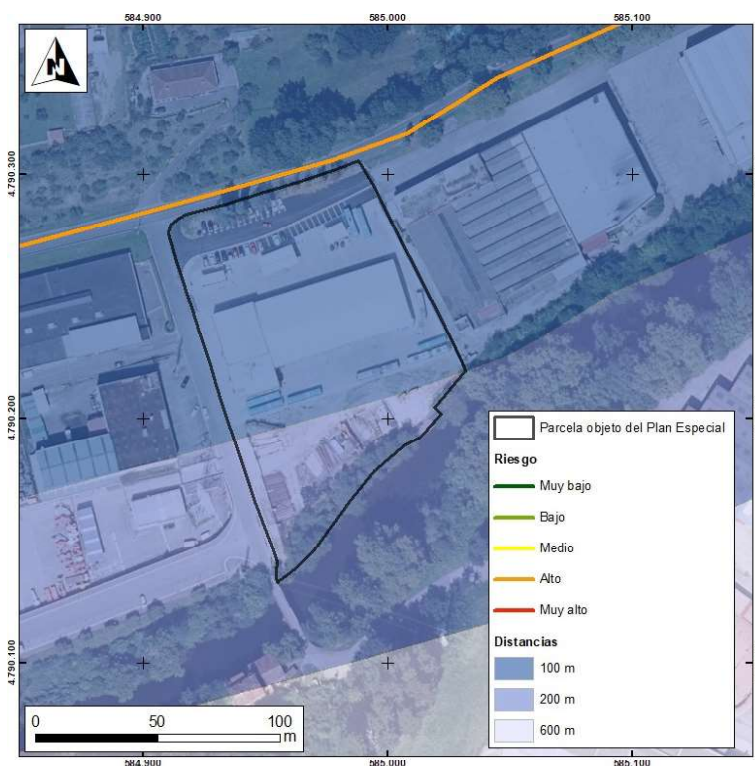 584.900 585.000 585.100
N
4.790.300
4.790.200
4.790.100
Parcela objeto del Plan Especial
Riesgo
Muy bajo
Bajo
Medio
Alto
Muy alto
Distancias
100 m
200 m
600 m
0 50 100
m
584.900 585.000 585.100